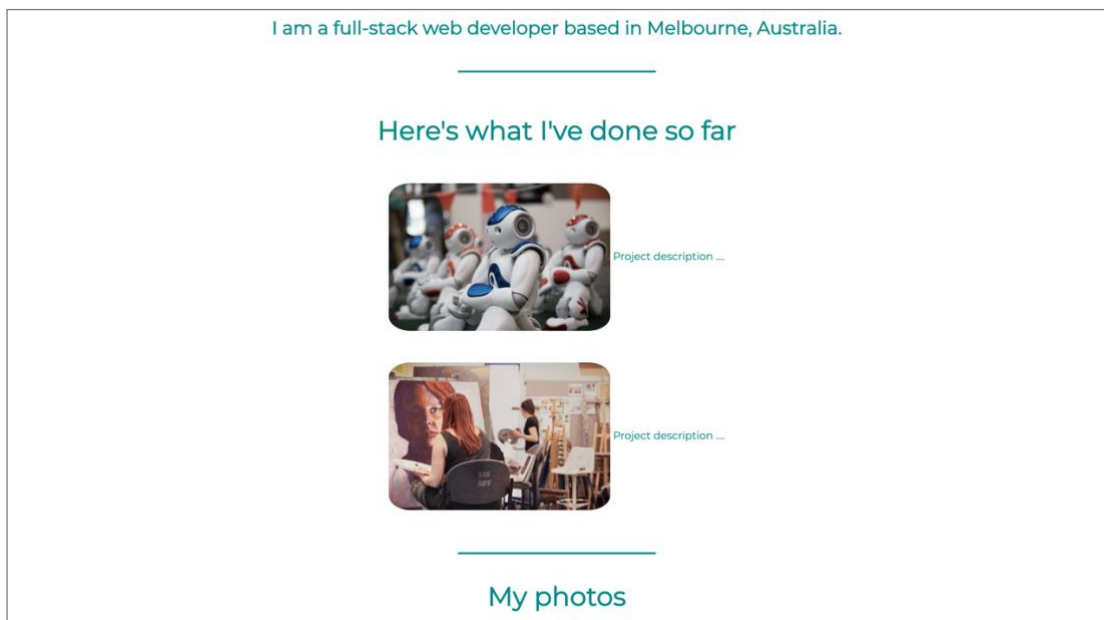 I am a full-stack web developer based in Melbourne, Australia.
Here's what I've done so far
Project description ....
Project description ....
My photos